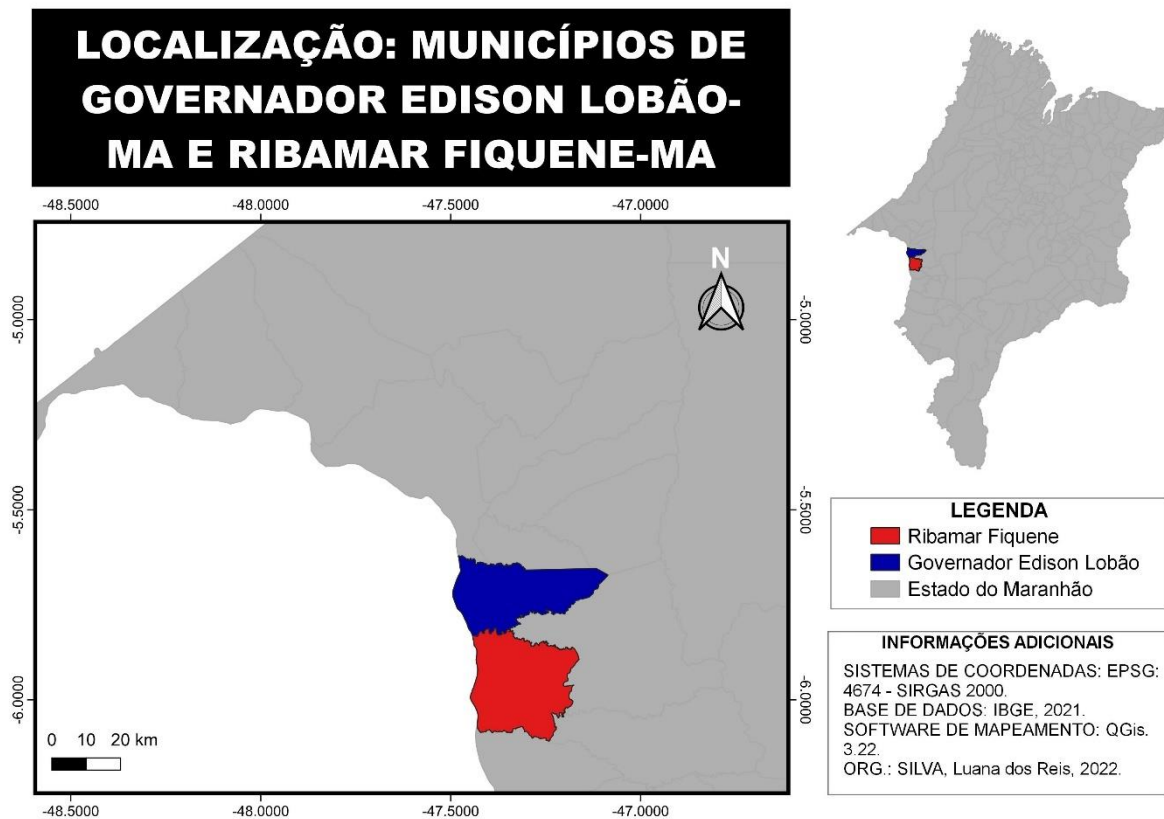 LOCALIZAÇÃO: MUNICÍPIOS DE
GOVERNADOR EDISON LOBÃO-
MA E RIBAMAR FIQUENE-MA
-48.5000 -48.0000 -47.5000 -47.0000
N
-5.0000
-5.0000
-5.5000
-5.5000
-6.0000
-6.0000
0 10 20 km
-48.5000 -48.0000 -47.5000 -47.0000
LEGENDA
Ribamar Fiquene
Governador Edison Lobão
Estado do Maranhão
INFORMAÇÕES ADICIONAIS
SISTEMAS DE COORDENADAS: EPSG:
4674 - SIRGAS 2000.
BASE DE DADOS: IBGE, 2021.
SOFTWARE DE MAPEAMENTO: QGis.
3.22.
ORG.: SILVA, Luana dos Reis, 2022.